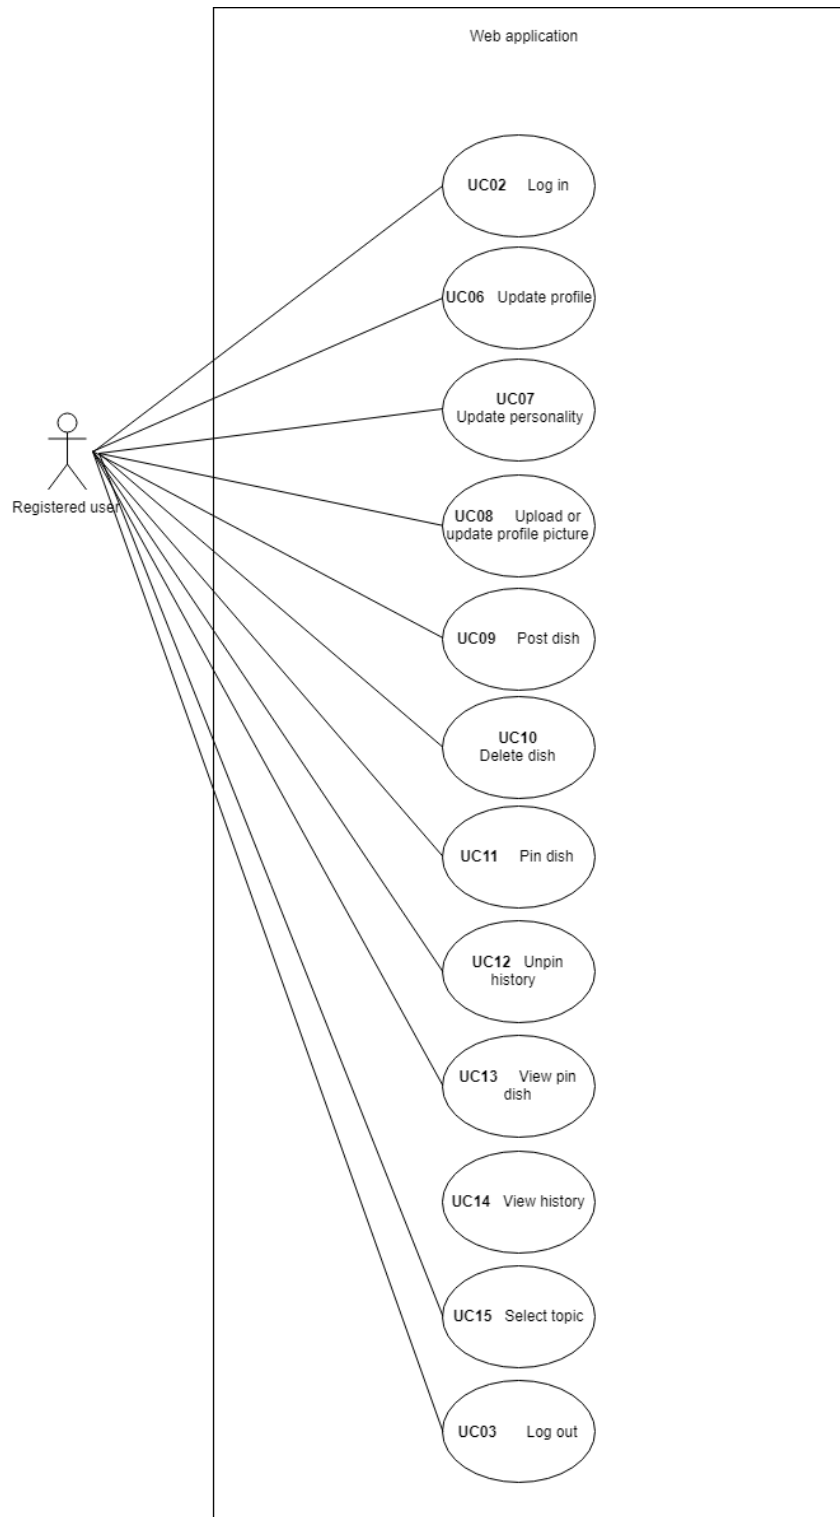 Web application
UC02 Log in
UC06 Update profile
UC07
Update personality
Registered user
UC08 Upload or
update profile picture
UC09 Post dish
UC10
Delete dish
UC11 Pin dish
UC12 Unpin
history
UC13 View pin
dish
UC14 View history
UC15 Select topic
UC03 Log out